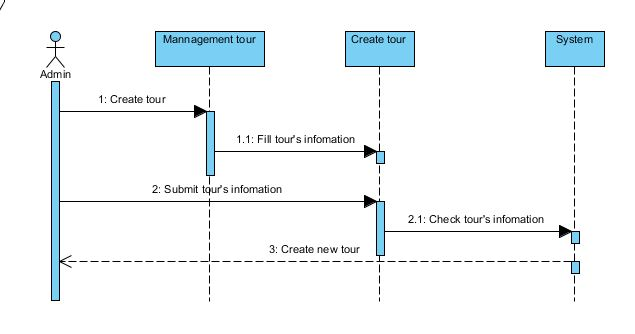 Mannagement tour
Create tour
System
Admin
1: Create tour
1.1: Fill tour's infomation
2: Submit tour's infomation
2.1: Check tour's infomation
3: Create new tour